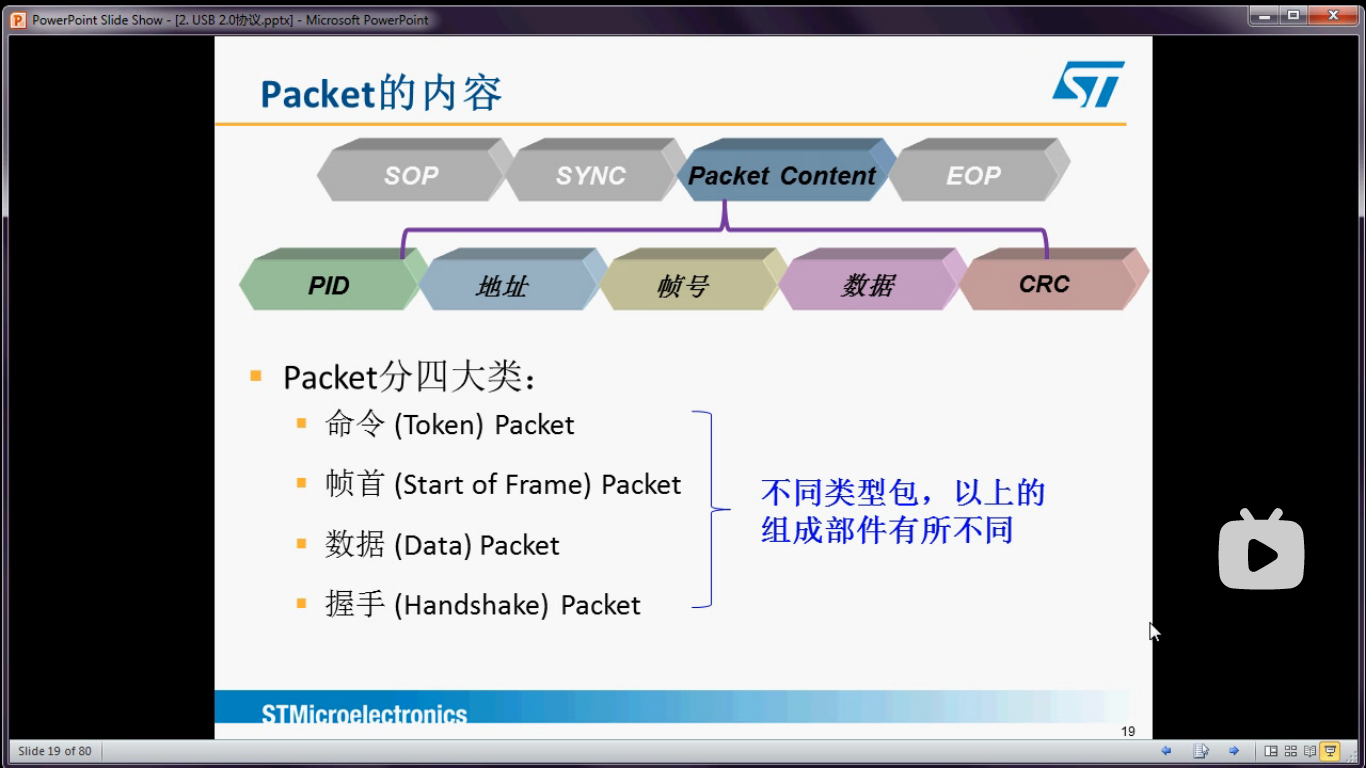 PowerPoint Slide Show - [2. USB 2.0协议.pptx] - Microsoft PowerPoint
Packet的内容
ST
SOP
SYNC
Packet Content
EOP
PID
地址
帧号
数据
CRC
Packet分四大类：
命令 (Token) Packet
帧首 (Start of Frame) Packet
数据 (Data) Packet
握手 (Handshake) Packet
不同类型包，以上的
组成部件有所不同
STMicroelectronics
19
Slide 19 of 80